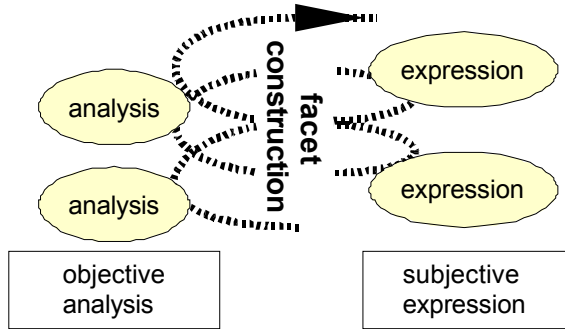 expression
analysis
facet
construction
analysis
expression
objective
analysis
subjective
expression